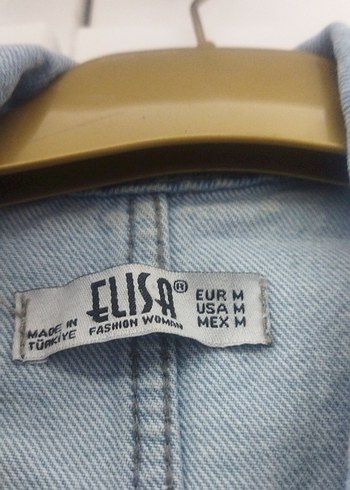 MADE IN
TÜRKİYE
ELISA®
FASHION WOMAN
EUR M
USA M
MEX M